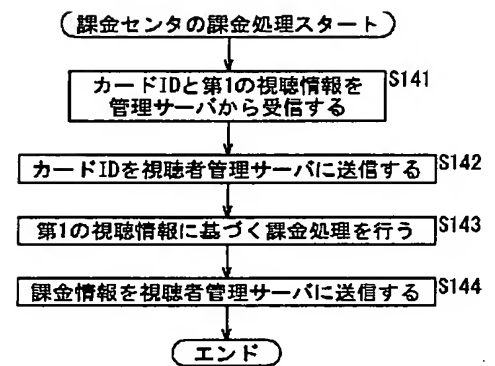 課金センタの課金処理スタート
カードIDと第1の視聴情報を
管理サーバから受信する
S141
カードIDを視聴者管理サーバに送信する
S142
第1の視聴情報に基づく課金処理を行う
S143
課金情報を視聴者管理サーバに送信する
S144
エンド